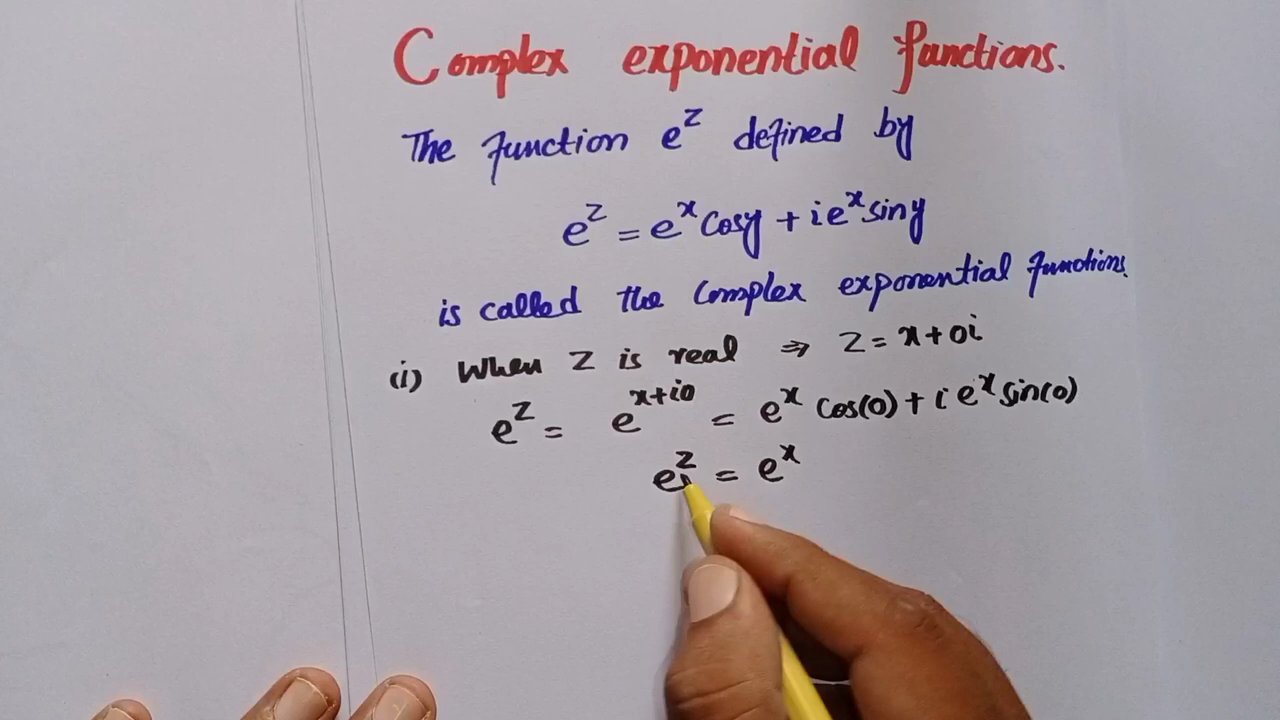 Complex exponential functions.
The function e^z defined by
e^z = e^x cosy + i e^x siny
is called the complex exponential functions.
(i) When z is real ⇒ z = x+0i
e^z = e^{x+i0} = e^x cos(0) + i e^x sin(0)
e^z = e^x